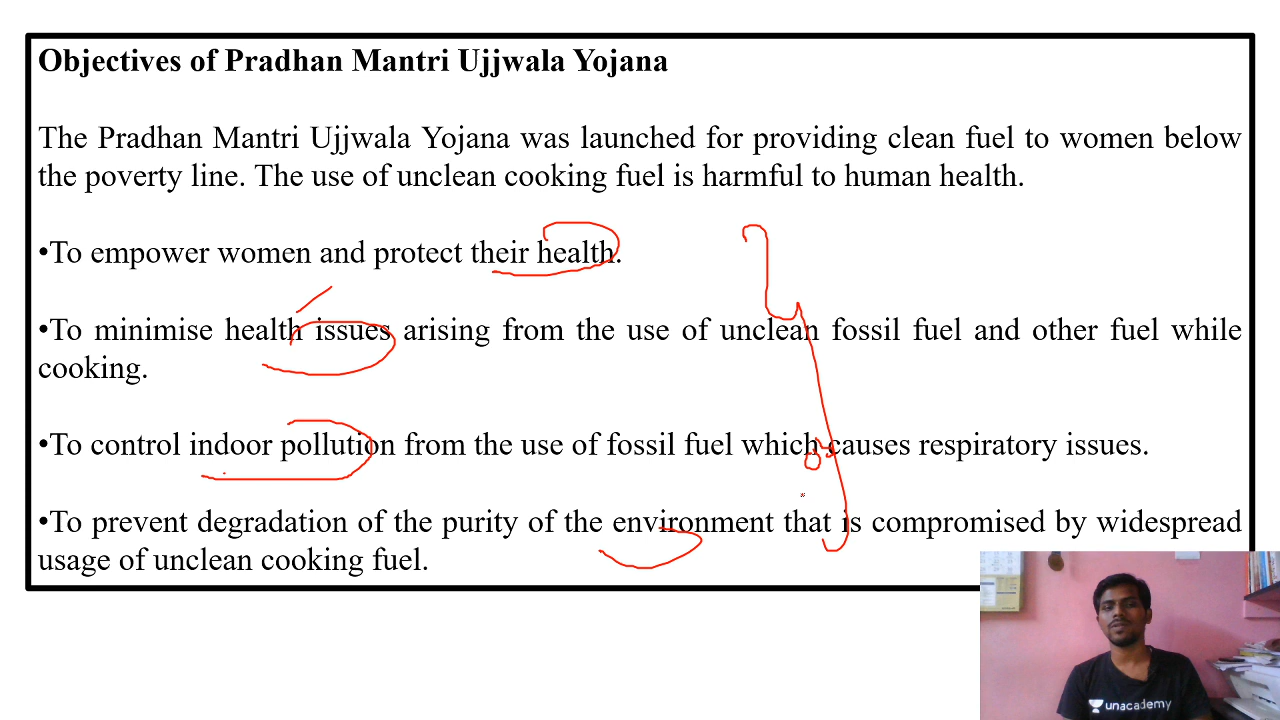 Objectives of Pradhan Mantri Ujjwala Yojana
The Pradhan Mantri Ujjwala Yojana was launched for providing clean fuel to women below
the poverty line. The use of unclean cooking fuel is harmful to human health.
•To empower women and protect their health.
•To minimise health issues arising from the use of unclean fossil fuel and other fuel while
cooking.
•To control indoor pollution from the use of fossil fuel which causes respiratory issues.
•To prevent degradation of the purity of the environment that is compromised by widespread
usage of unclean cooking fuel.
unacademy